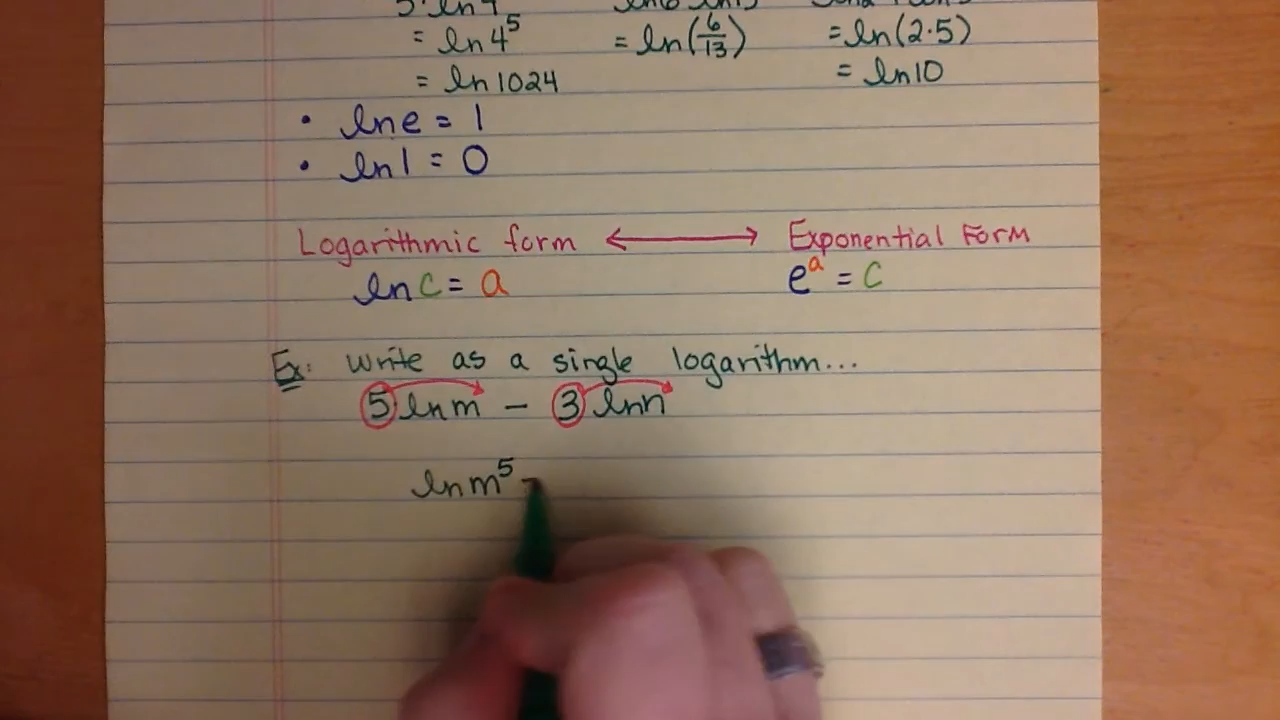 = ln 4^5 = ln(6/13) = ln(2·5)
= ln 1024 = ln 10
• ln e = 1
• ln 1 = 0
Logarithmic form ⟷ Exponential Form
ln c = a e^a = c
Ex: Write as a single logarithm...
5 ln m - 3 ln n
ln m^5 -